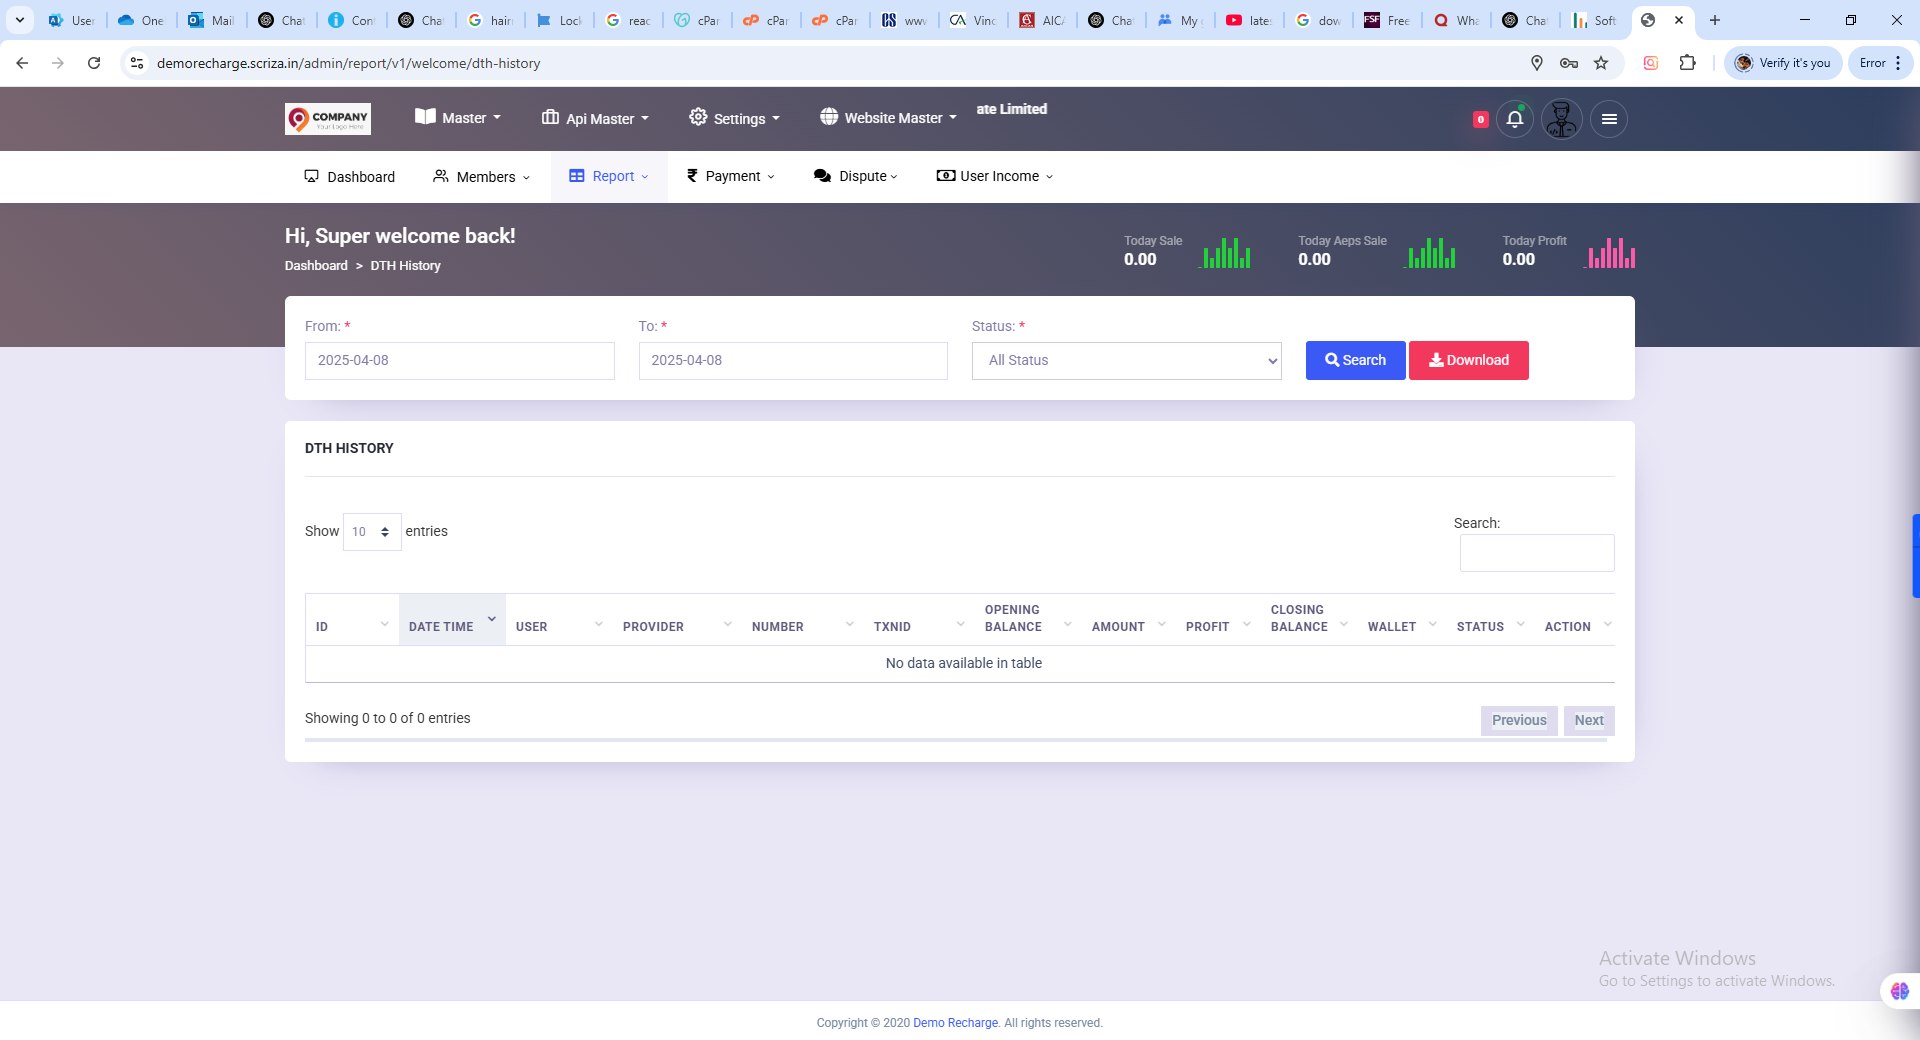 User
One
Mail
Chat
Con
Chat
hair
Lock
reac
cPar
cPar
cPar
www
Vinc
AICA
Chat
My
late
dow
Free
Wha
Chat
Soft
demorecharge.scriza.in/admin/report/v1/welcome/dth-history
Verify it's you
Error
COMPANY
Your Logo Here
Master
Api Master
Settings
Website Master
ate Limited
0
Dashboard
Members
Report
Payment
Dispute
User Income
Hi, Super welcome back!
Dashboard > DTH History
Today Sale
0.00
Today Aeps Sale
0.00
Today Profit
0.00
From: *
To: *
Status: *
2025-04-08
2025-04-08
All Status
Search
Download
DTH HISTORY
Show 10 entries
Search:
ID
DATE TIME
USER
PROVIDER
NUMBER
TXNID
OPENING BALANCE
AMOUNT
PROFIT
CLOSING BALANCE
WALLET
STATUS
ACTION
No data available in table
Showing 0 to 0 of 0 entries
Previous
Next
Activate Windows
Go to Settings to activate Windows.
Copyright © 2020 Demo Recharge. All rights reserved.